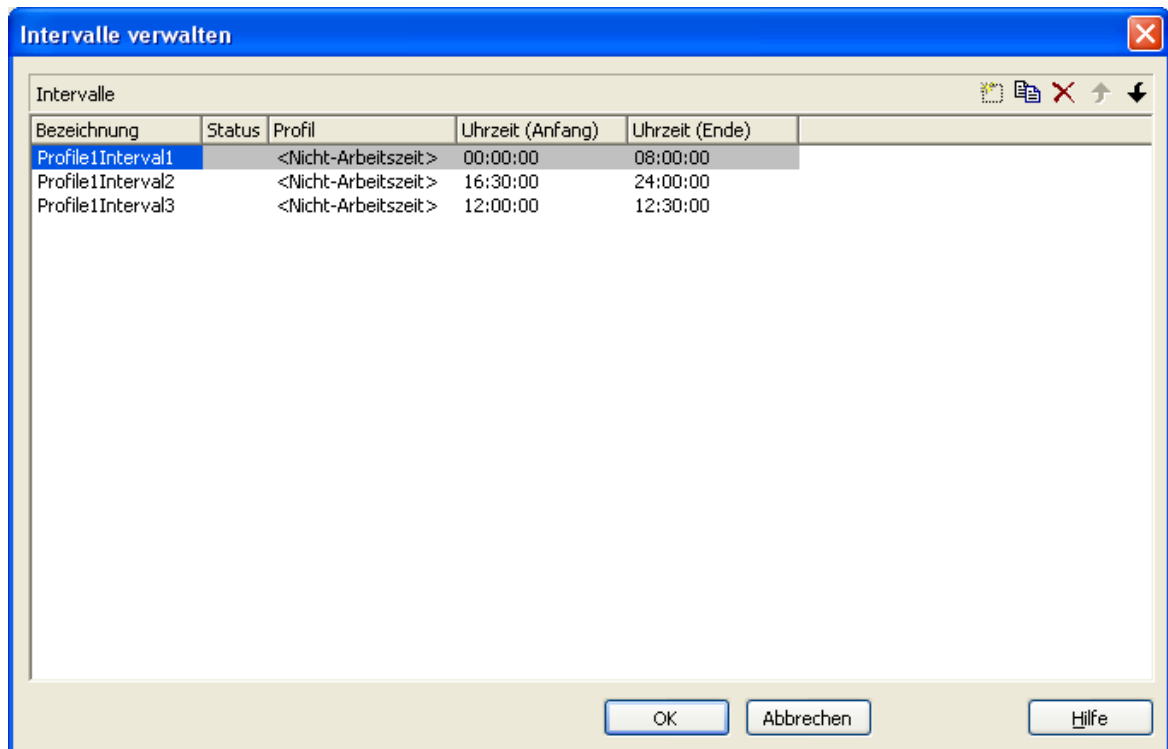 Intervalle verwalten
Intervalle
Bezeichnung Status Profil Uhrzeit (Anfang) Uhrzeit (Ende)
Profile1Interval1 <Nicht-Arbeitszeit> 00:00:00 08:00:00
Profile1Interval2 <Nicht-Arbeitszeit> 16:30:00 24:00:00
Profile1Interval3 <Nicht-Arbeitszeit> 12:00:00 12:30:00
OK Abbrechen Hilfe